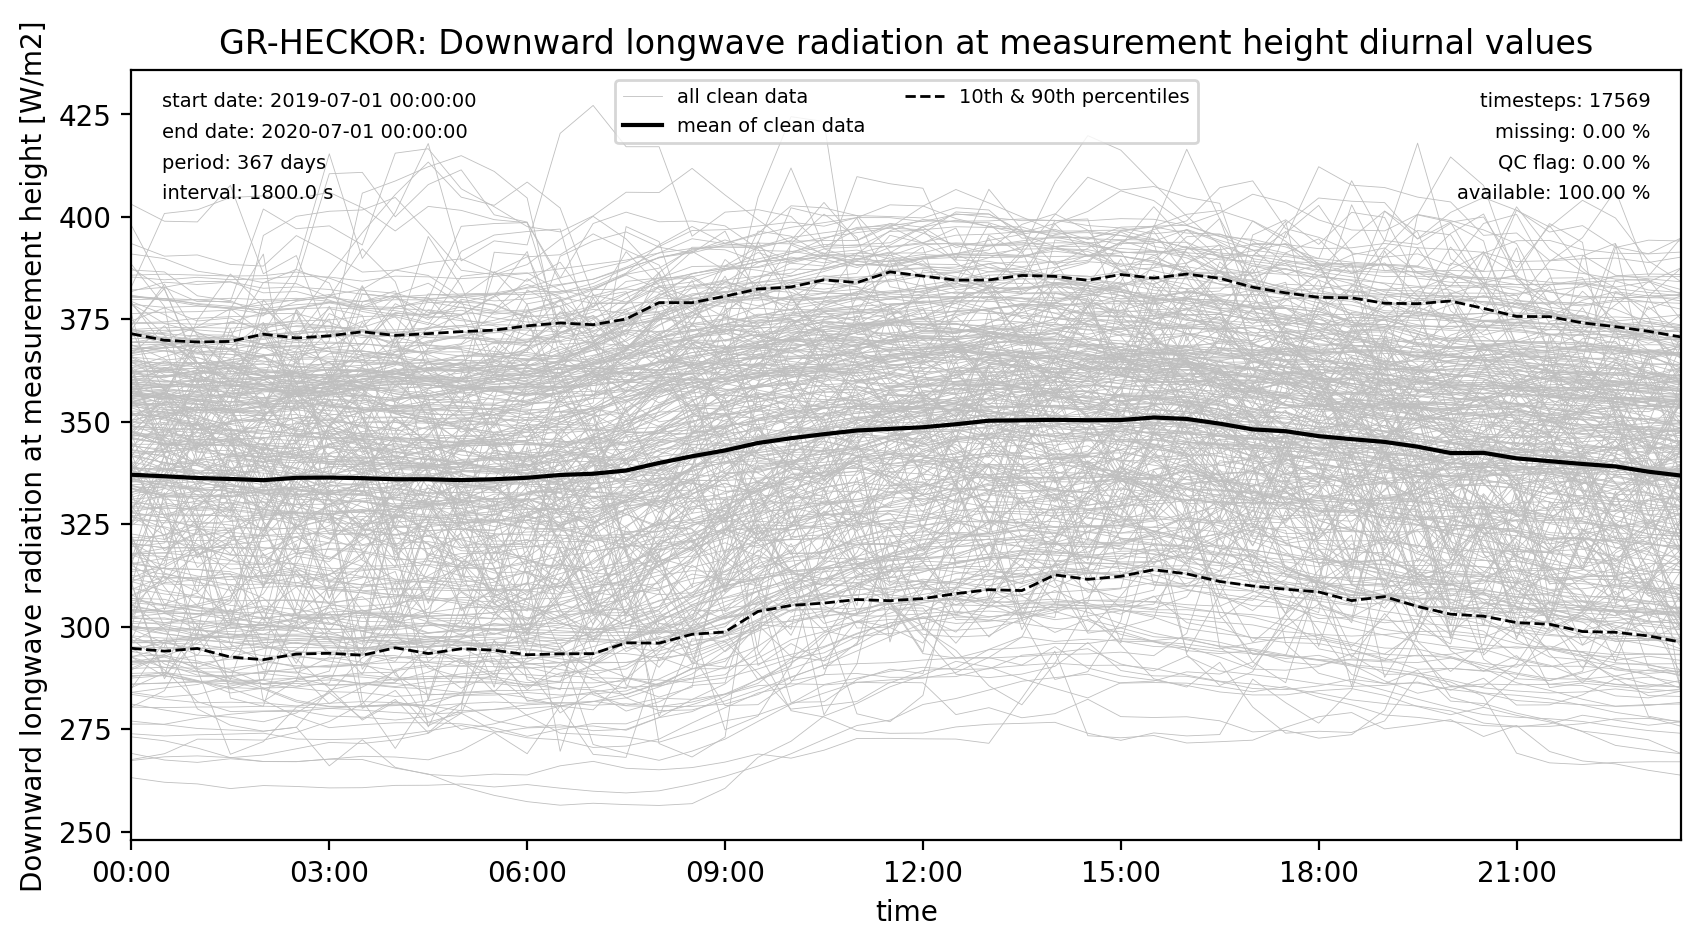 GR-HECKOR: Downward longwave radiation at measurement height diurnal values
Downward longwave radiation at measurement height [W/m2]
start date: 2019-07-01 00:00:00
end date: 2020-07-01 00:00:00
period: 367 days
interval: 1800.0 s
all clean data
mean of clean data
10th & 90th percentiles
timesteps: 17569
missing: 0.00 %
QC flag: 0.00 %
available: 100.00 %
425
400
375
350
325
300
275
250
00:00 03:00 06:00 09:00 12:00 15:00 18:00 21:00
time